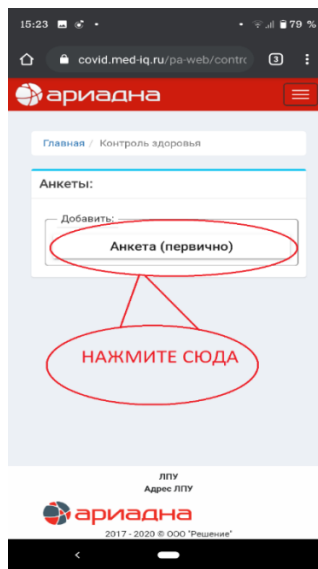 15:23 79 %
covid.med-iq.ru/pa-web/contro 3
ариадна
Главная / Контроль здоровья
Анкеты:
Добавить:
Анкета (первично)
НАЖМИТЕ СЮДА
ЛПУ
Адрес ЛПУ
ариадна
2017 - 2020 © ООО "Решение"